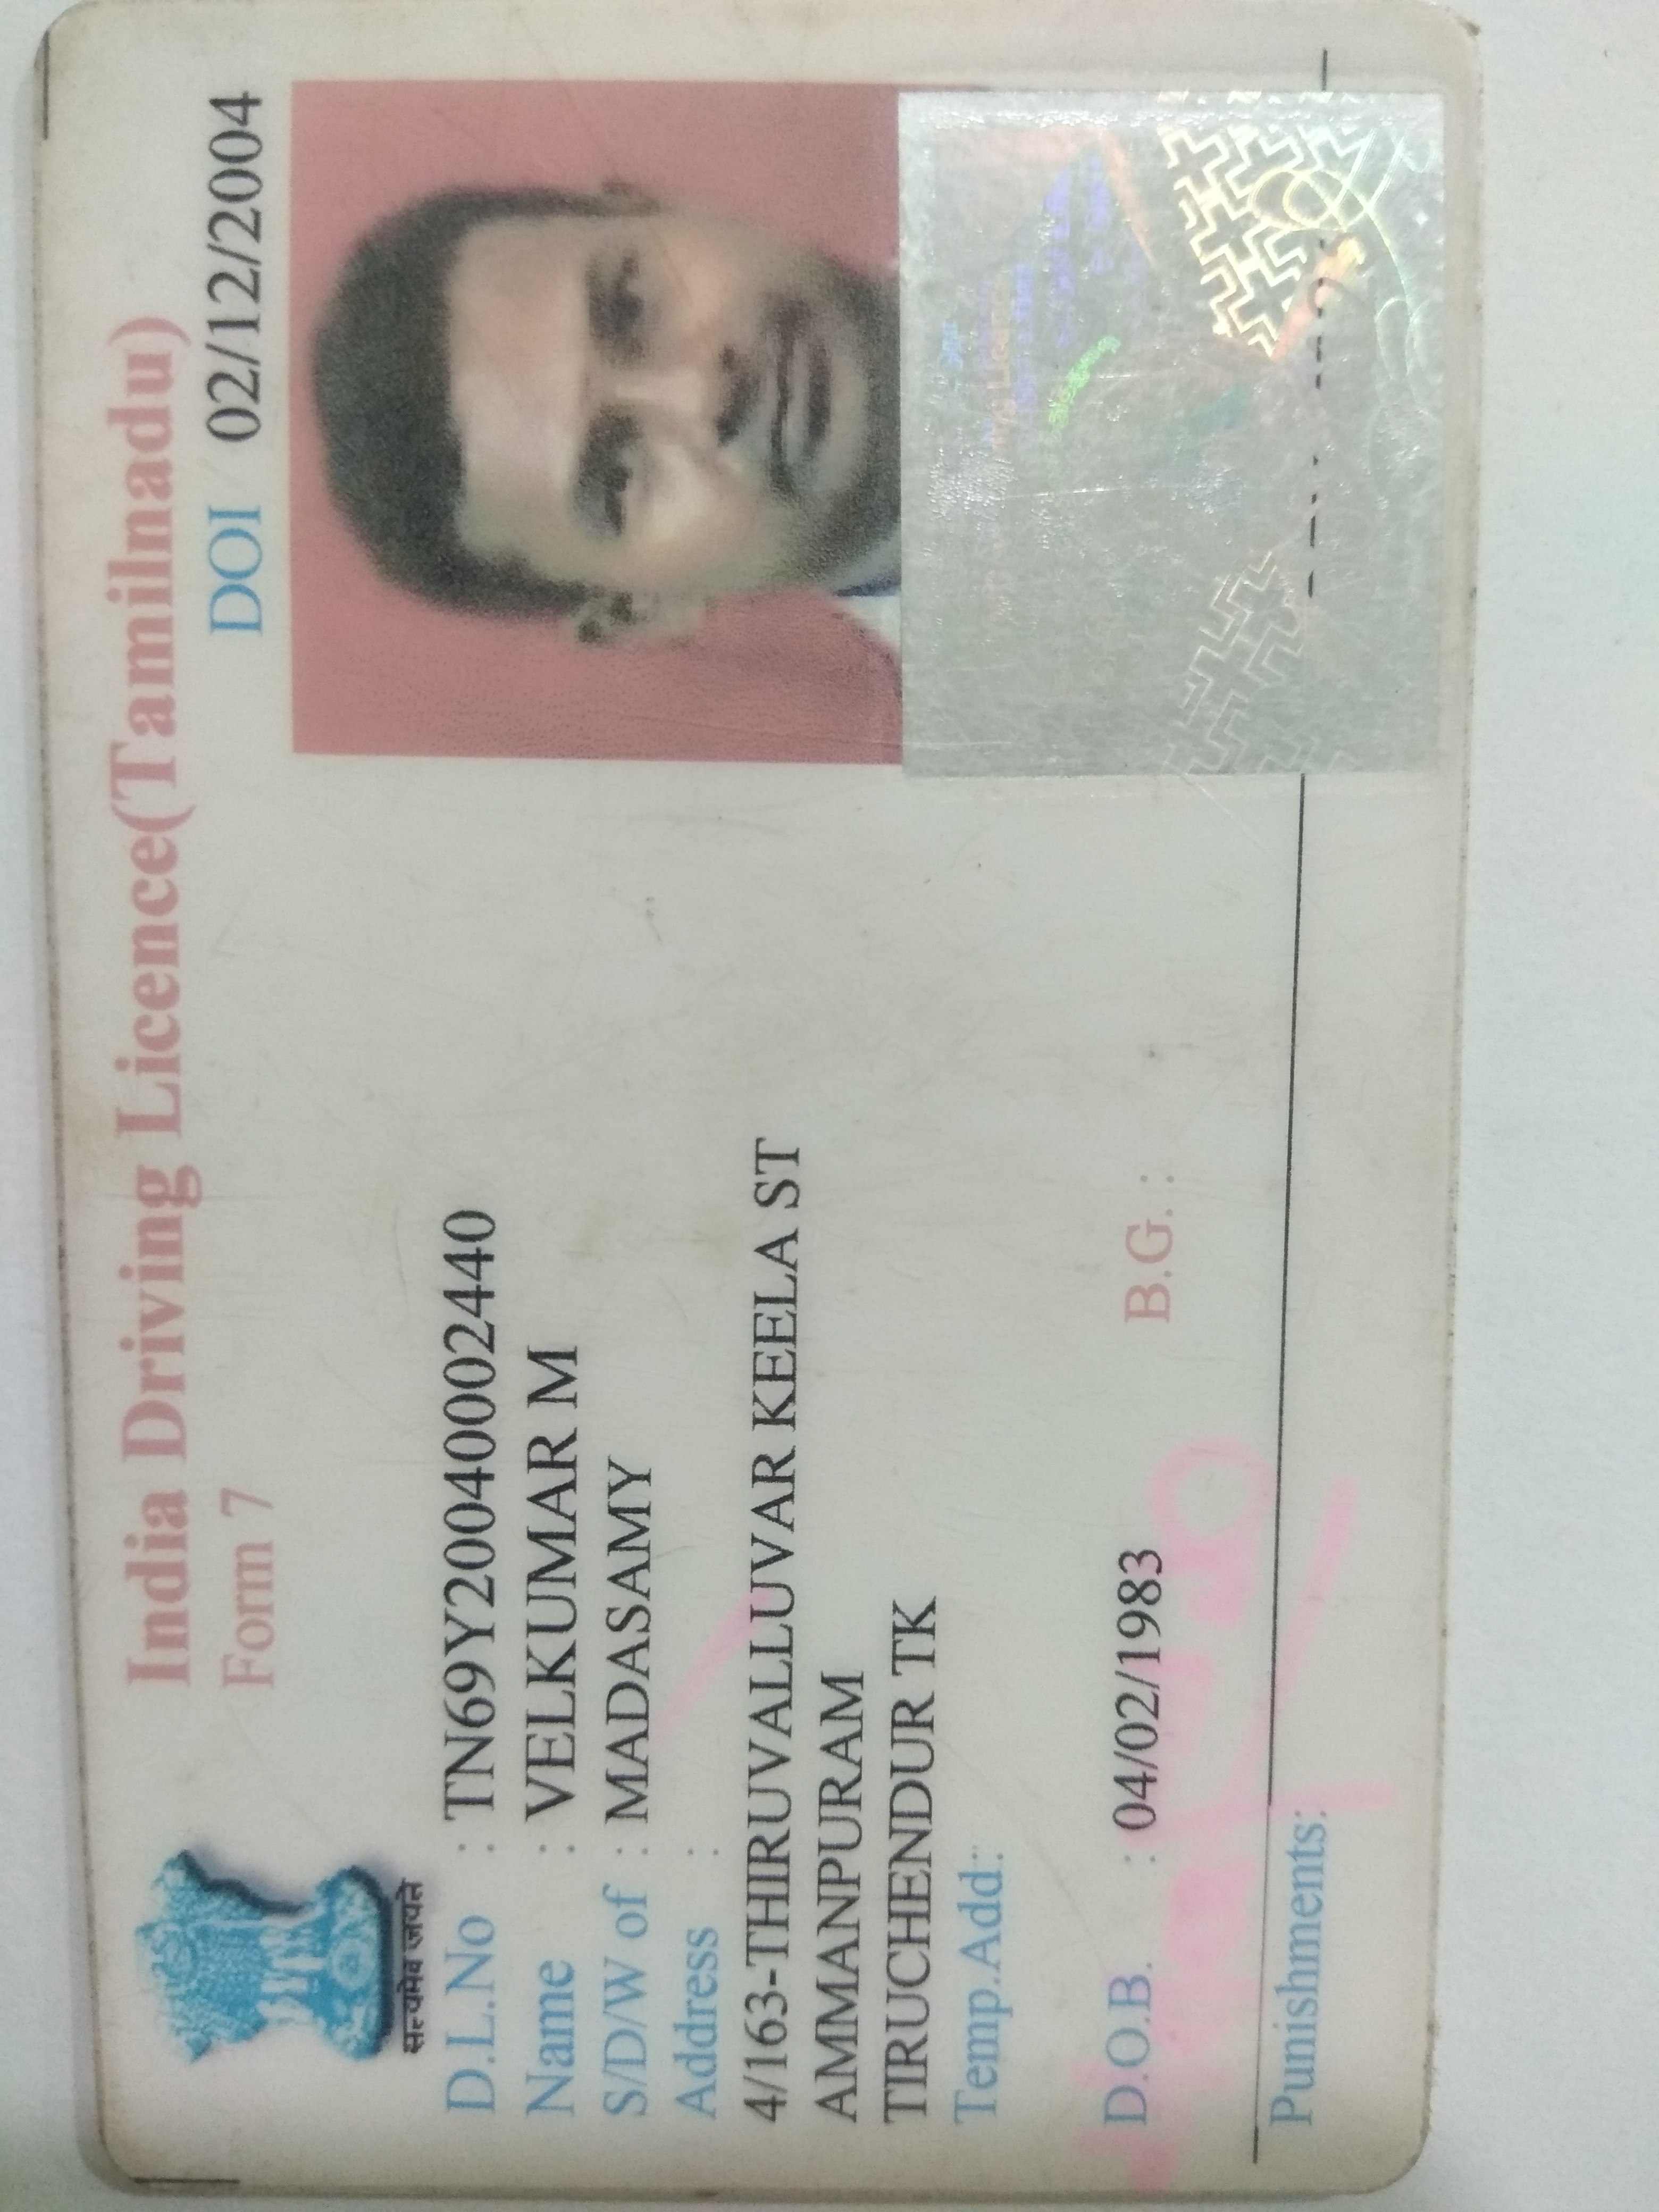 India Driving Licence(Tamilnadu)
Form 7
DOI 02/12/2004
सत्यमेव जयते
D.L.No : TN69Y20040002440
Name : VELKUMAR M
S/D/W of : MADASAMY
Address :
4/163-THIRUVALLUVAR KEELA ST
AMMANPURAM
TIRUCHENDUR TK
Temp.Add:
D.O.B. : 04/02/1983 B.G. :
Punishments: